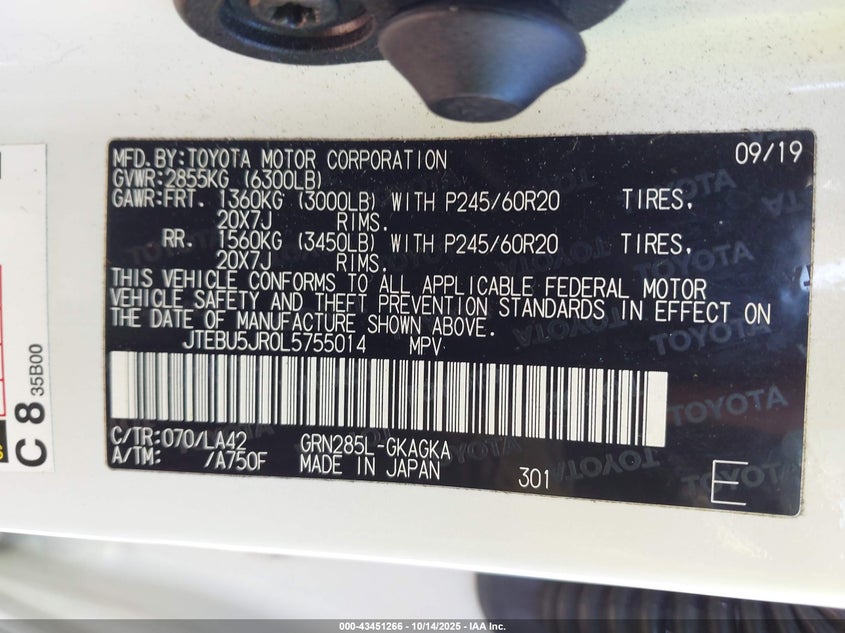 MFD.BY:TOYOTA MOTOR CORPORATION 09/19
GVWR:2855KG (6300LB)
GAWR:FRT. 1360KG (3000LB) WITH P245/60R20 TIRES,
20X7J RIMS.
RR. 1560KG (3450LB) WITH P245/60R20 TIRES,
20X7J RIMS.
THIS VEHICLE CONFORMS TO ALL APPLICABLE FEDERAL MOTOR
VEHICLE SAFETY AND THEFT PREVENTION STANDARDS IN EFFECT ON
THE DATE OF MANUFACTURE SHOWN ABOVE.
JTEBU5JR0L5755014 MPV
C/TR:070/LA42 GRN285L-GKAGKA
A/TM: /A750F MADE IN JAPAN 301 E
C 8 35B00
TOYOTA
000-43451266 - 10/14/2025 - IAA Inc.